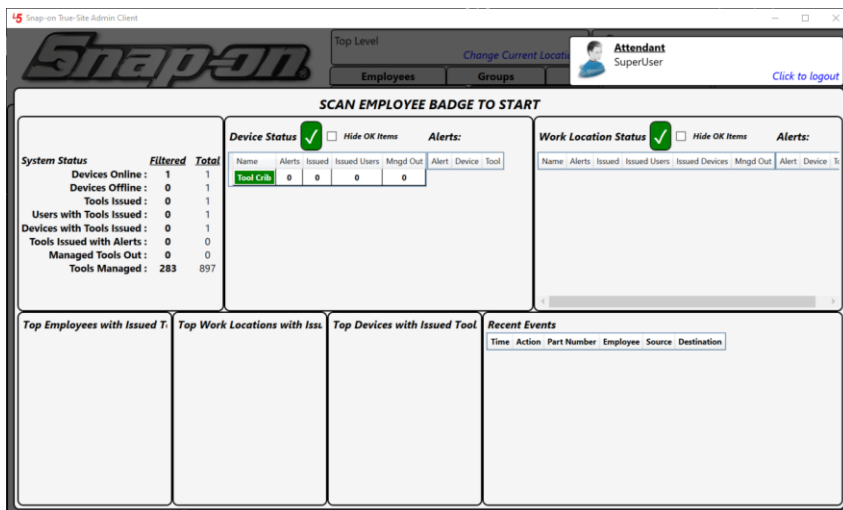 Snap-on True-Site Admin Client
Snap-on
Top Level
Change Current Locati
Attendant
SuperUser
Click to logout
Employees
Groups
SCAN EMPLOYEE BADGE TO START
System Status Filtered Total
Devices Online : 1 1
Devices Offline : 0 1
Tools Issued : 0 1
Users with Tools Issued : 0 1
Devices with Tools Issued : 0 1
Tools Issued with Alerts : 0 0
Managed Tools Out : 0 0
Tools Managed : 283 897
Device Status Hide OK Items Alerts:
Name Alerts Issued Issued Users Mngd Out Alert Device Tool
Tool Crib 0 0 0 0
Work Location Status Hide OK Items Alerts:
Name Alerts Issued Issued Users Issued Devices Mngd Out Alert Device To
Top Employees with Issued T
Top Work Locations with Issu
Top Devices with Issued Tool
Recent Events
Time Action Part Number Employee Source Destination